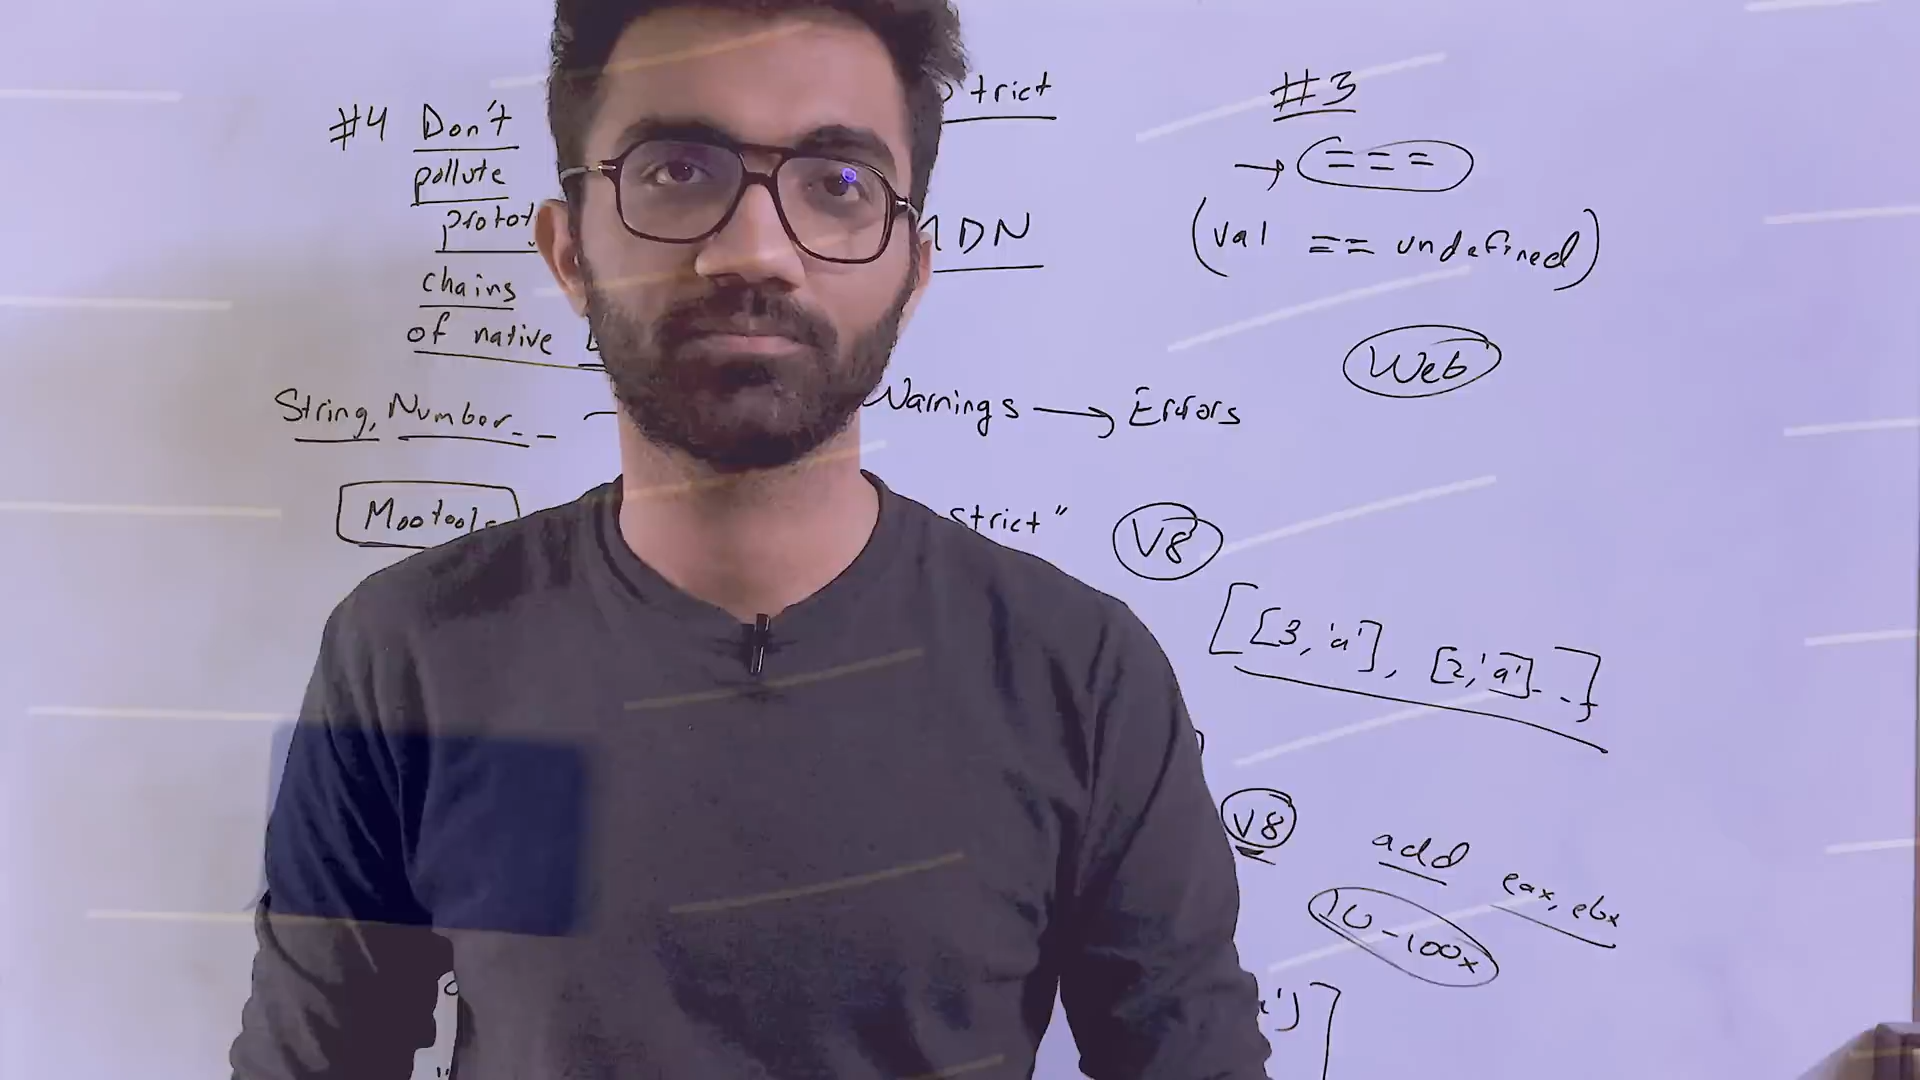 #4 Don't
pollute
chains
of native
String, Number--
Mootools
trict
MDN
Warnings → Errors
strict"
#3
→ ===
(val == undefined)
Web
V8
[[3, 'a'], [2, 'a']--]
V8
add eax, ebx
10-100x